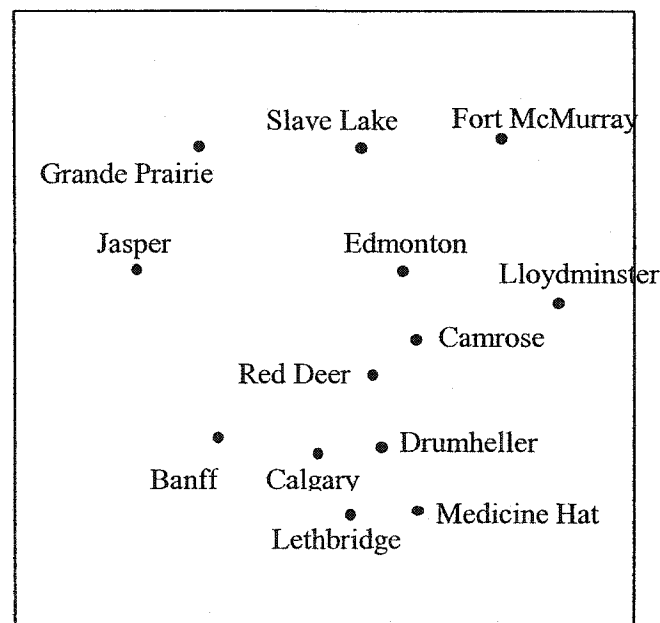 Slave Lake
Fort McMurray
Grande Prairie
Jasper
Edmonton
Lloydminster
Camrose
Red Deer
Drumheller
Banff
Calgary
Medicine Hat
Lethbridge